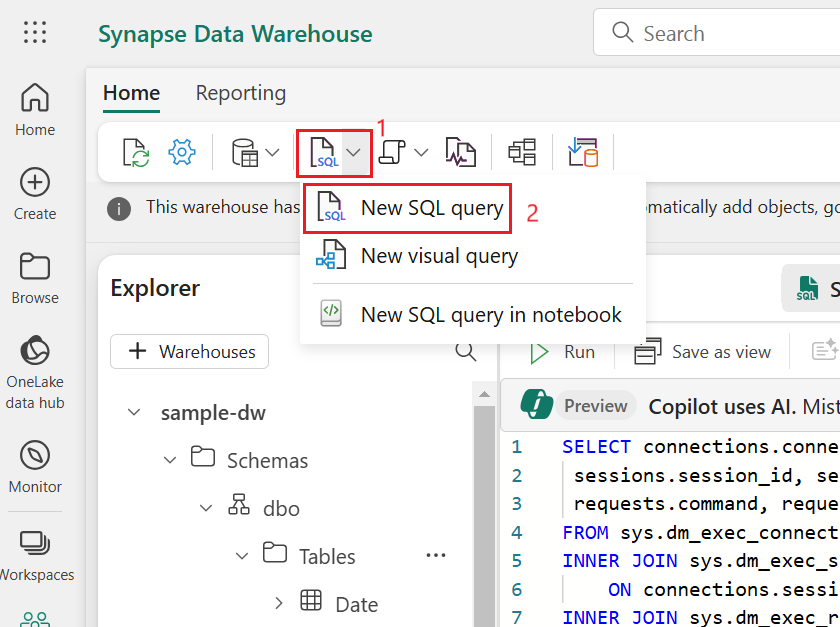 Synapse Data Warehouse
Search
Home
Reporting
1
SQL
This warehouse has
matically add objects, go
SQL
New SQL query
2
New visual query
New SQL query in notebook
Home
Create
Browse
OneLake
data hub
Monitor
Workspaces
Explorer
+ Warehouses
sample-dw
Schemas
dbo
Tables
...
Date
SQL
S
Run
Save as view
Preview
Copilot uses AI. Mist
1 SELECT connections.conne
2 sessions.session_id, se
3 requests.command, reque
4 FROM sys.dm_exec_connect
5 INNER JOIN sys.dm_exec_s
6 ON connections.sessi
7 INNER JOIN sys.dm_exec_r